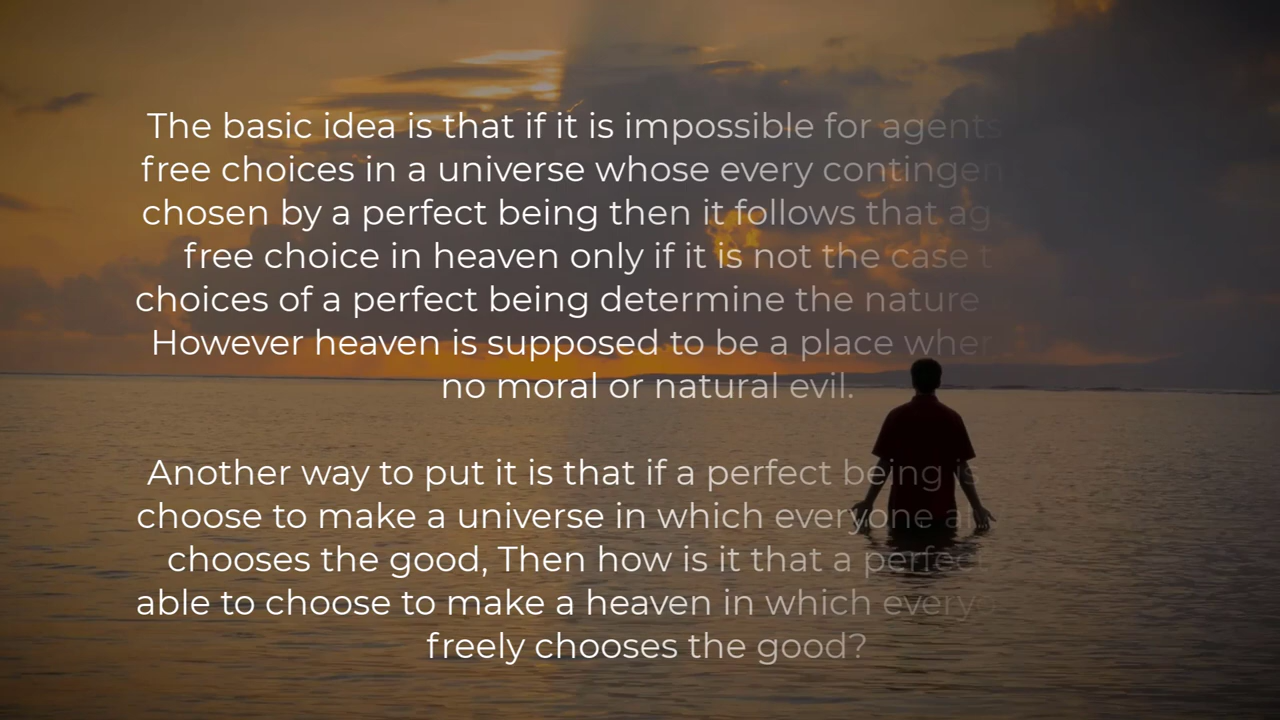 The basic idea is that if it is impossible for agents
free choices in a universe whose every contingen
chosen by a perfect being then it follows that ag
free choice in heaven only if it is not the case t
choices of a perfect being determine the nature
However heaven is supposed to be a place wher
no moral or natural evil.
Another way to put it is that if a perfect being is
choose to make a universe in which everyone al
chooses the good, Then how is it that a perfec
able to choose to make a heaven in which everyo
freely chooses the good?